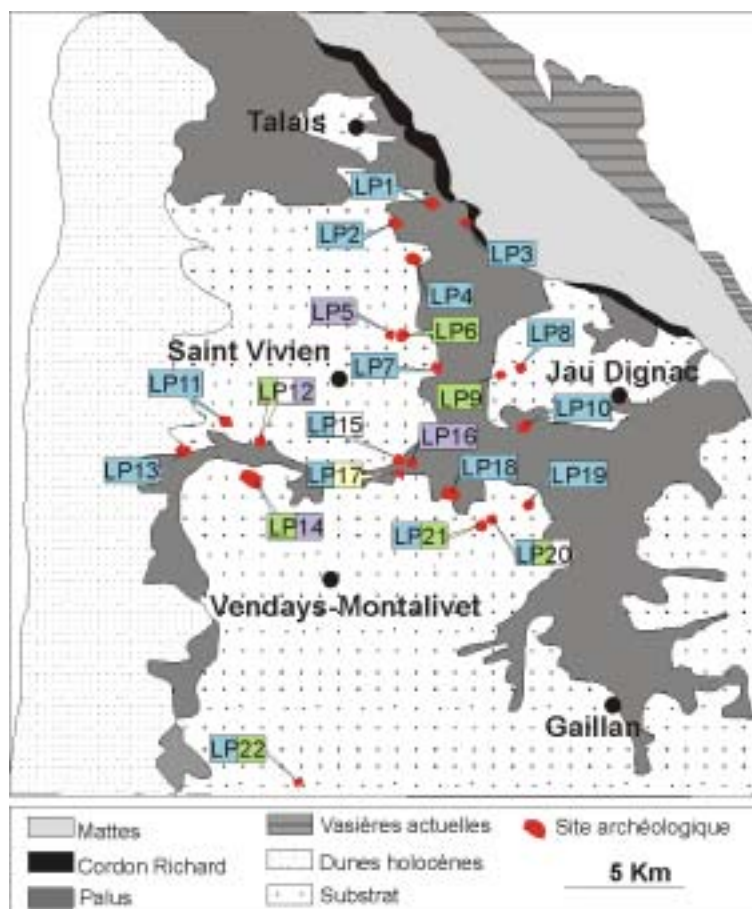 Talais
LP1
LP2
LP3
LP4
LP5
LP6
LP8
Saint Vivien
LP7
Jau Dignac
LP11
LP12
LP9
LP10
LP15
LP16
LP13
LP17
LP18
LP19
LP14
LP21
LP20
Vendays-Montalivet
Gaillan
LP22
Mattes
Vasières actuelles
Site archéologique
Cordon Richard
Dunes holocènes
5 Km
Palus
Substrat